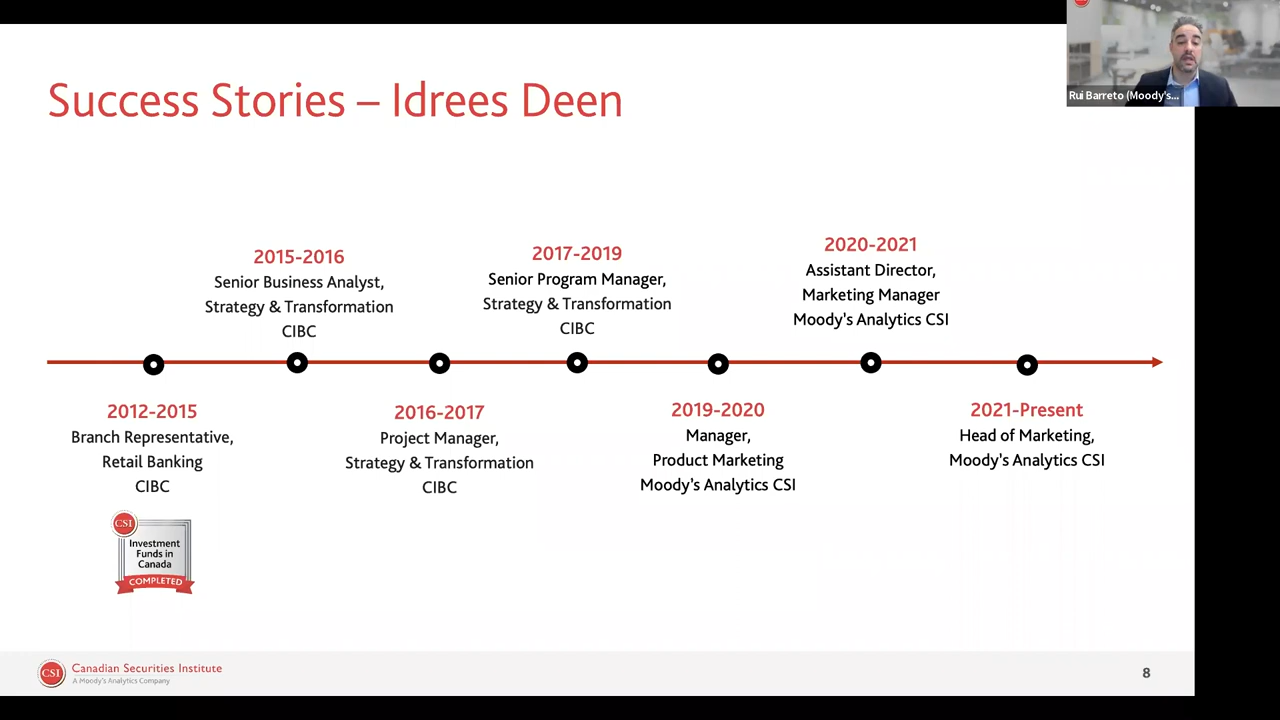 Success Stories – Idrees Deen
Rui Barreto (Moody's...
2012-2015
Branch Representative,
Retail Banking
CIBC
CSI
Investment
Funds in
Canada
COMPLETED
2015-2016
Senior Business Analyst,
Strategy & Transformation
CIBC
2016-2017
Project Manager,
Strategy & Transformation
CIBC
2017-2019
Senior Program Manager,
Strategy & Transformation
CIBC
2019-2020
Manager,
Product Marketing
Moody's Analytics CSI
2020-2021
Assistant Director,
Marketing Manager
Moody's Analytics CSI
2021-Present
Head of Marketing,
Moody's Analytics CSI
CSI
Canadian Securities Institute
A Moody's Analytics Company
8